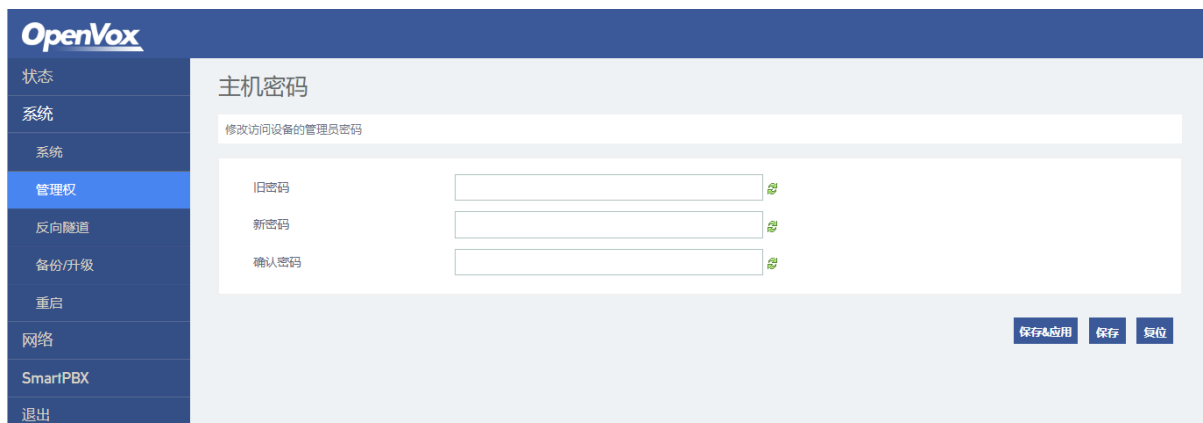 OpenVox
状态
系统
系统
管理权
反向隧道
备份/升级
重启
网络
SmartPBX
退出
主机密码
修改访问设备的管理员密码
旧密码
新密码
确认密码
保存&应用 保存 复位